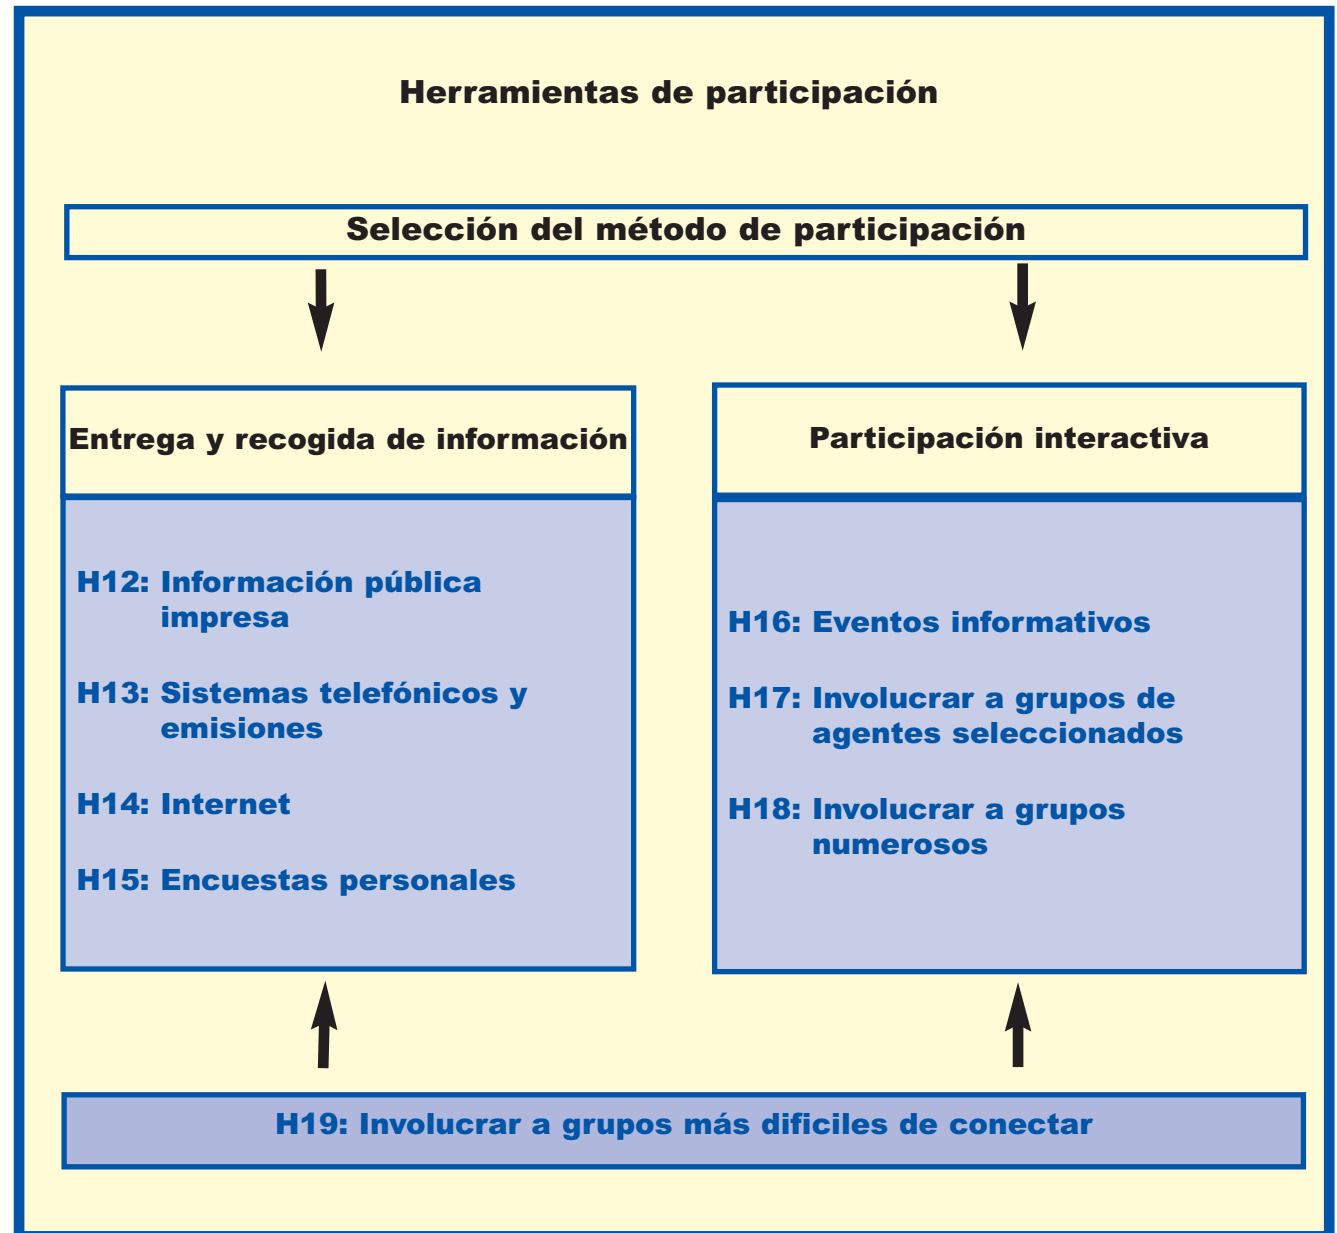 Herramientas de participación
Selección del método de participación
Entrega y recogida de información
H12: Información pública
impresa
H13: Sistemas telefónicos y
emisiones
H14: Internet
H15: Encuestas personales
Participación interactiva
H16: Eventos informativos
H17: Involucrar a grupos de
agentes seleccionados
H18: Involucrar a grupos
numerosos
H19: Involucrar a grupos más dificiles de conectar